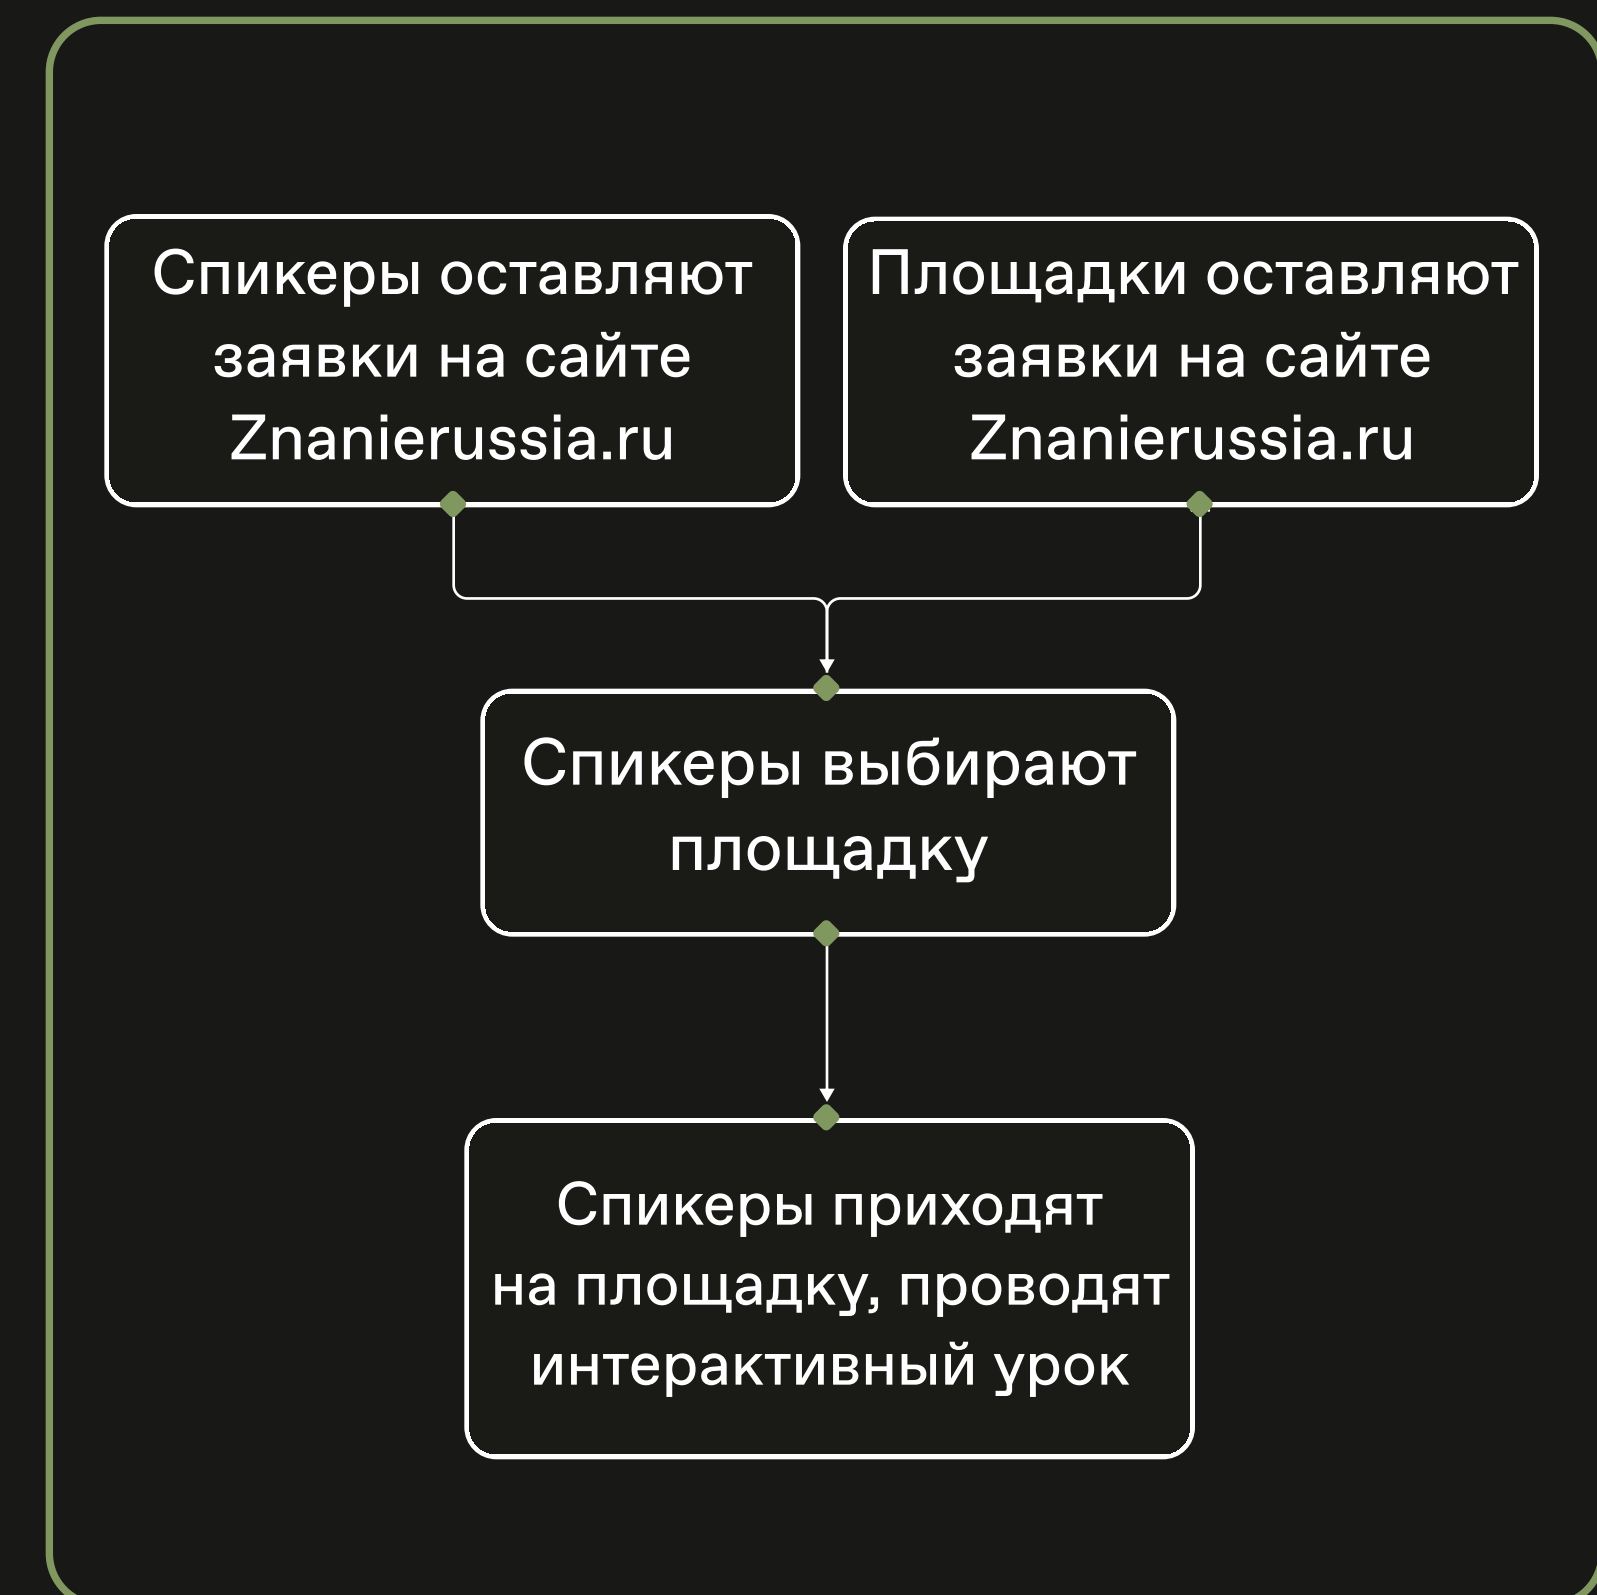 Спикеры оставляют
заявки на сайте
Znanierussia.ru
Площадки оставляют
заявки на сайте
Znanierussia.ru
Спикеры выбирают
площадку
Спикеры приходят
на площадку, проводят
интерактивный урок